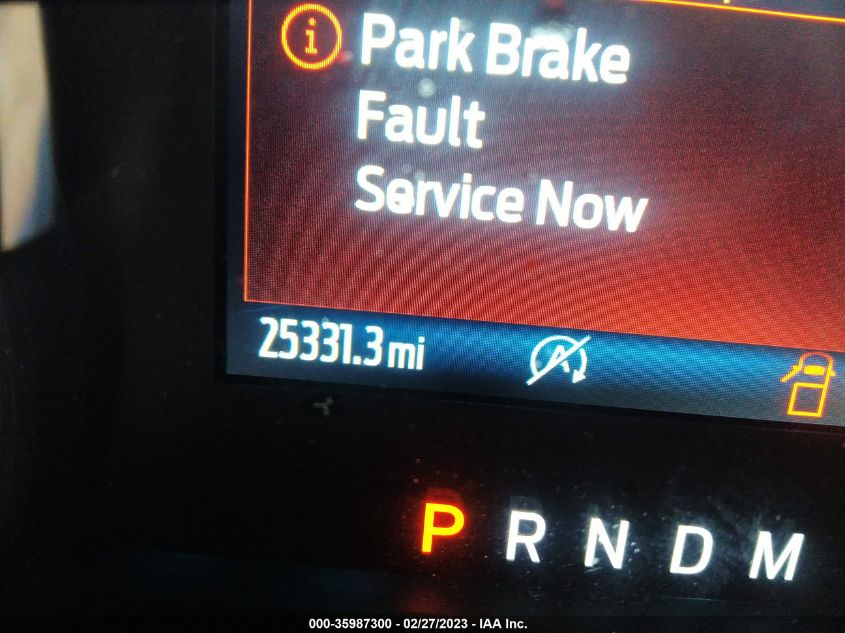 i
Park Brake
Fault
Service Now
25331.3 mi
A
P R N D M
000-35987300 - 02/27/2023 - IAA Inc.